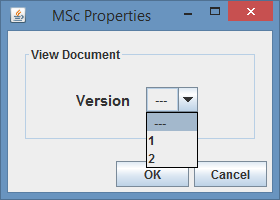 MSc Properties
View Document
Version ---
---
1
2
OK Cancel